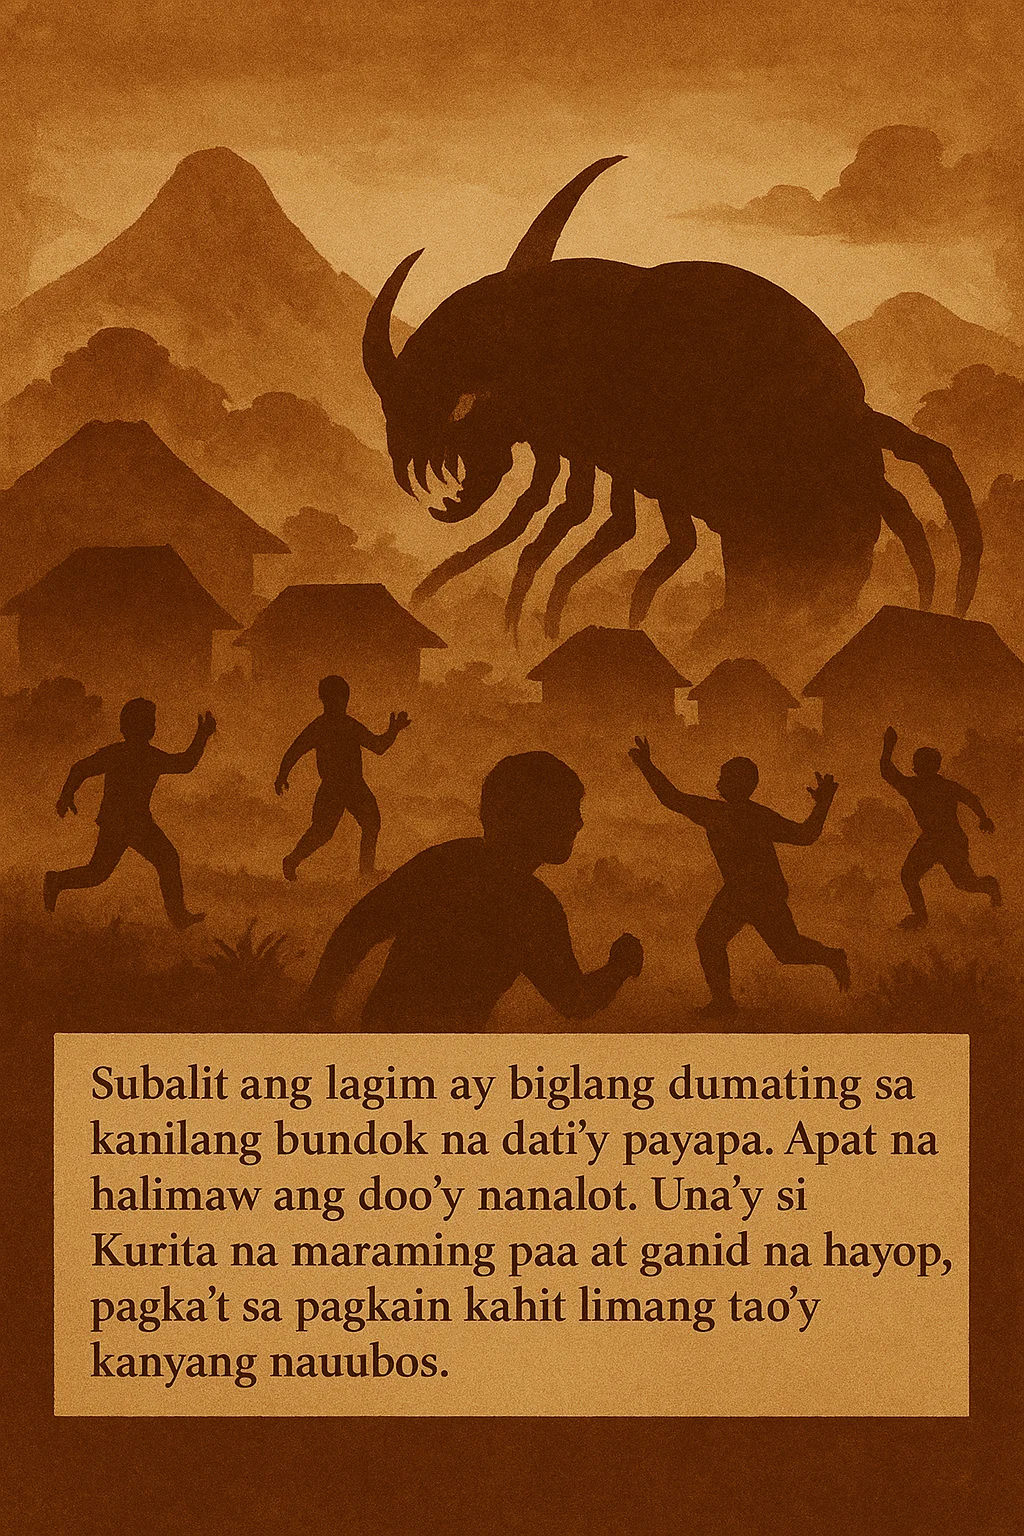 Subalit ang lagim ay biglang dumating sa
kanilang bundok na dati’y payapa. Apat na
halimaw ang doo’y nanalot. Una’y si
Kurita na maraming paa at ganid na hayop,
pagka’t sa pagkain kahit limang tao’y
kanyang nauubos.